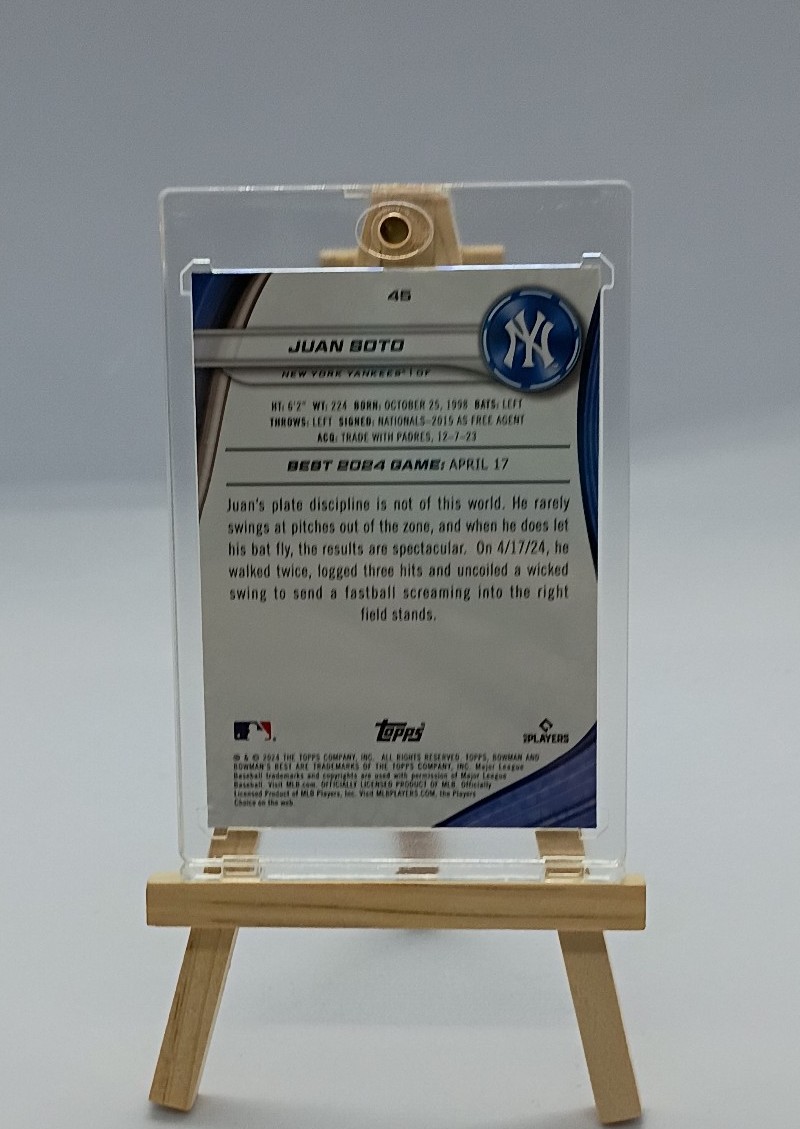 45
NY
JUAN SOTO
NEW YORK YANKEES® | OF
HT: 6'2" WT: 224 BORN: OCTOBER 25, 1998 BATS: LEFT
THROWS: LEFT SIGNED: NATIONALS–2015 AS FREE AGENT
ACQ: TRADE WITH PADRES, 12-7-23
BEST 2024 GAME: APRIL 17
Juan's plate discipline is not of this world. He rarely
swings at pitches out of the zone, and when he does let
his bat fly, the results are spectacular. On 4/17/24, he
walked twice, logged three hits and uncoiled a wicked
swing to send a fastball screaming into the right
field stands.
Topps
PLAYERS
® & © 2024 THE TOPPS COMPANY, INC. ALL RIGHTS RESERVED. TOPPS, BOWMAN AND
BOWMAN'S BEST ARE TRADEMARKS OF THE TOPPS COMPANY, INC. Major League
Baseball trademarks and copyrights are used with permission of Major League
Baseball. Visit MLB.com. OFFICIALLY LICENSED PRODUCT OF MLB. Officially
Licensed Product of MLB Players, Inc. Visit MLBPLAYERS.COM, the Players
Choice on the web.